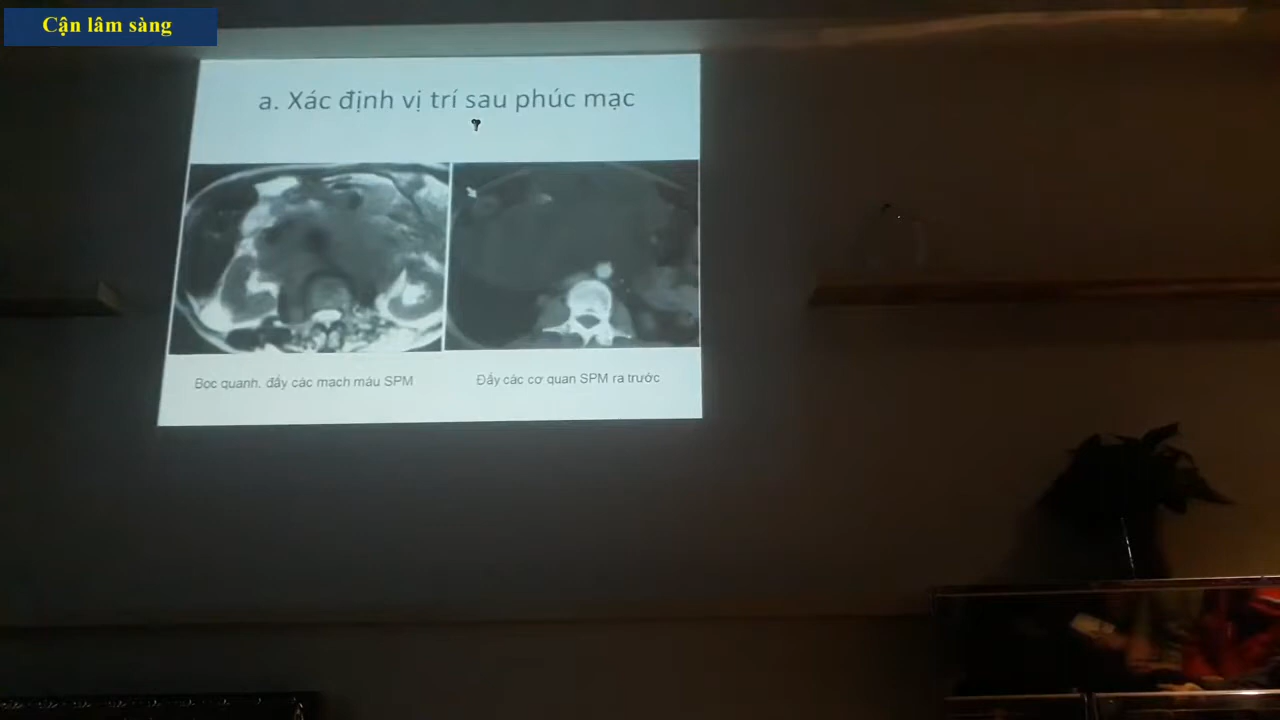 Cận lâm sàng
a. Xác định vị trí sau phúc mạc
Bọc quanh, đẩy các mạch máu SPM
Đẩy các cơ quan SPM ra trước